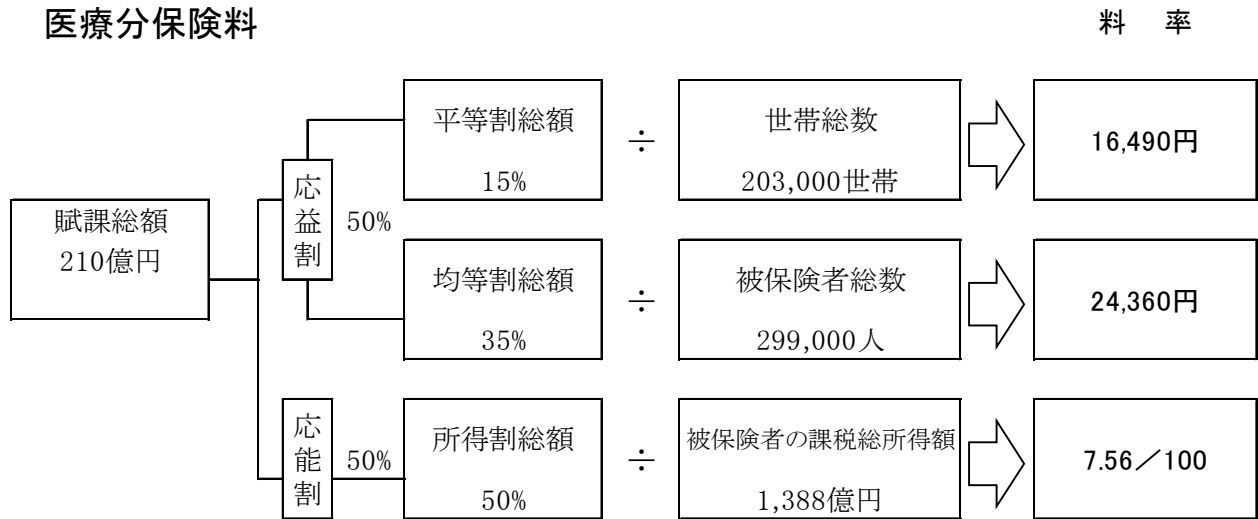 医療分保険料
料　率
賦課総額
210億円
応益割
50%
平等割総額
15%
÷
世帯総数
203,000世帯
16,490円
均等割総額
35%
÷
被保険者総数
299,000人
24,360円
応能割
50%
所得割総額
50%
÷
被保険者の課税総所得額
1,388億円
7.56／100